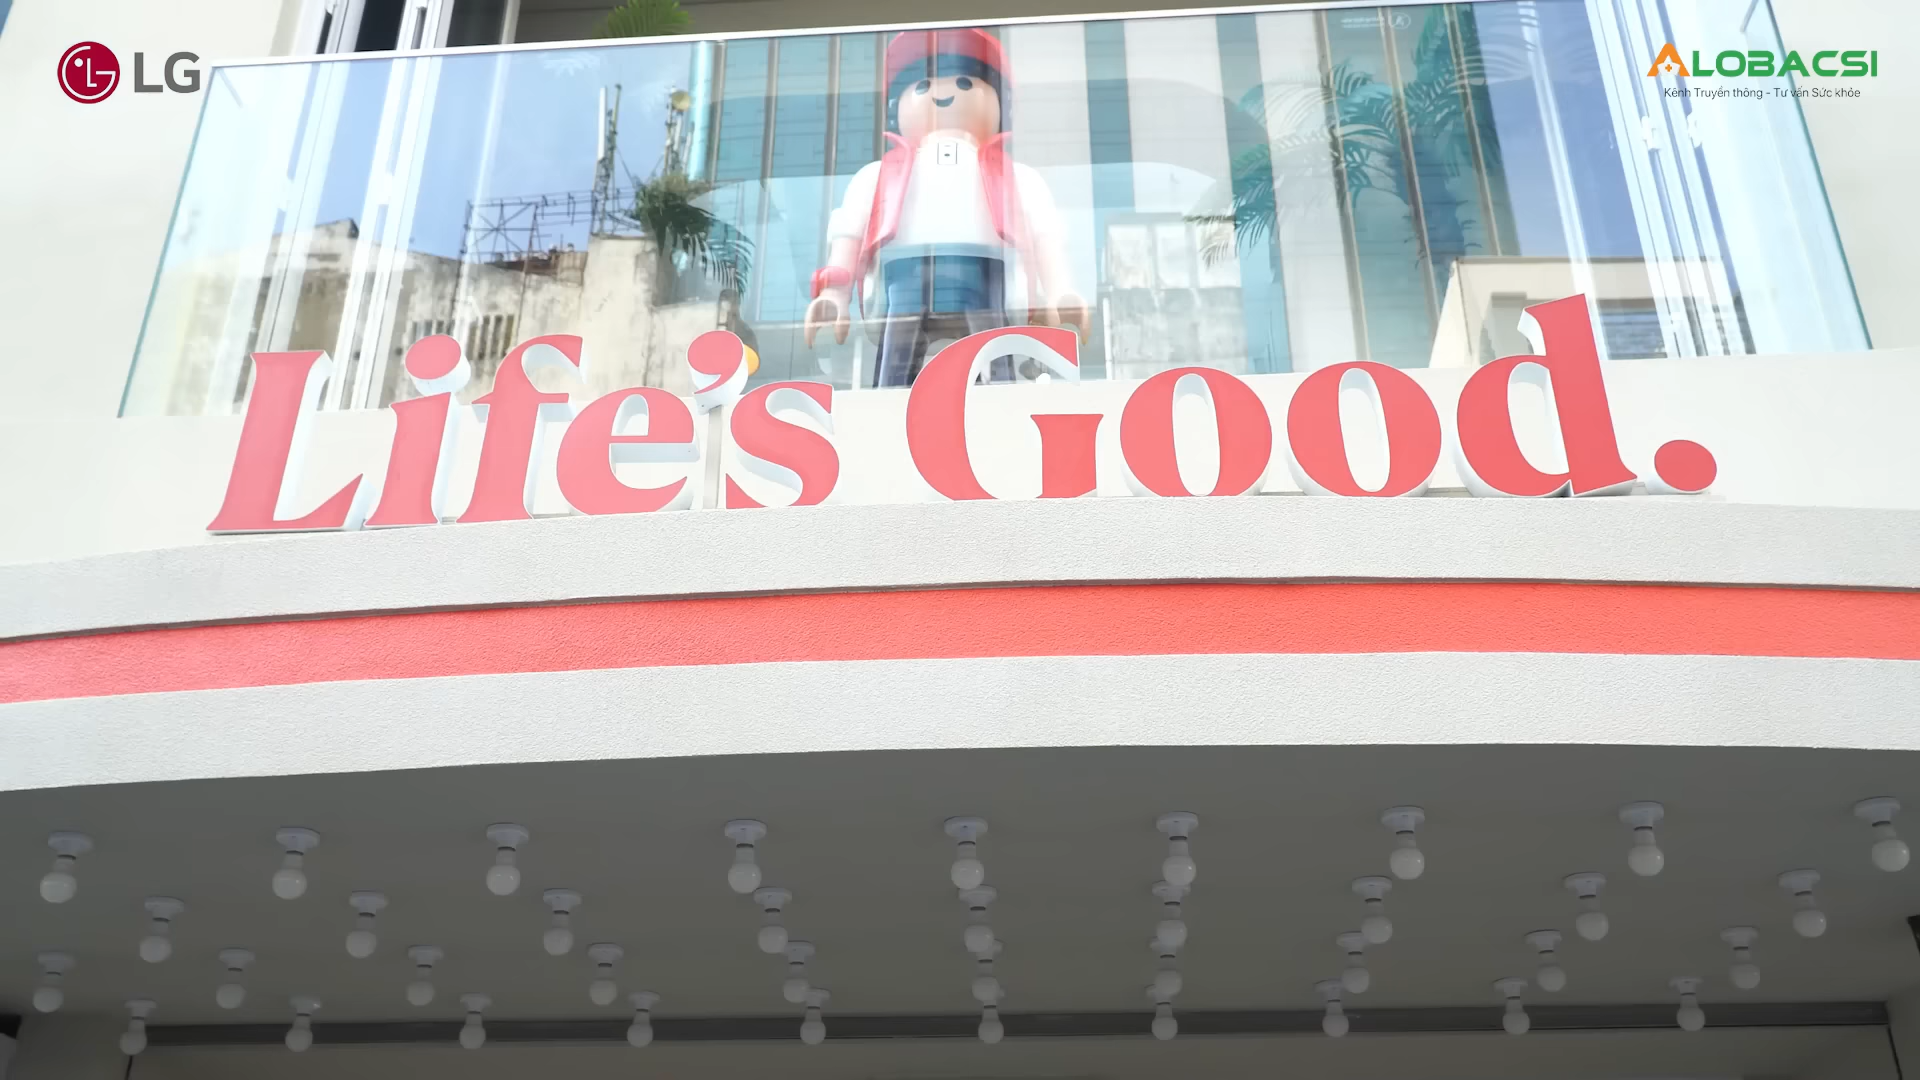 LG
ALOBACSI
Kênh Truyền thông - Tư vấn Sức khỏe
Life's Good.